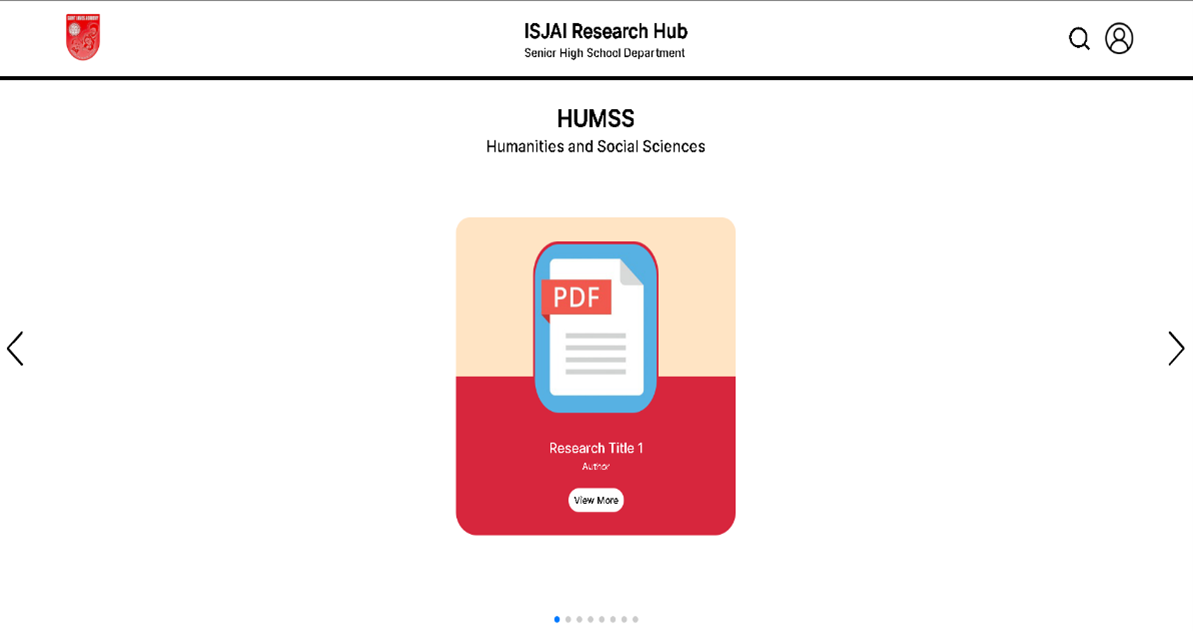 ISJAI Research Hub
Senior High School Department
HUMSS
Humanities and Social Sciences
PDF
Research Title 1
Author
View More